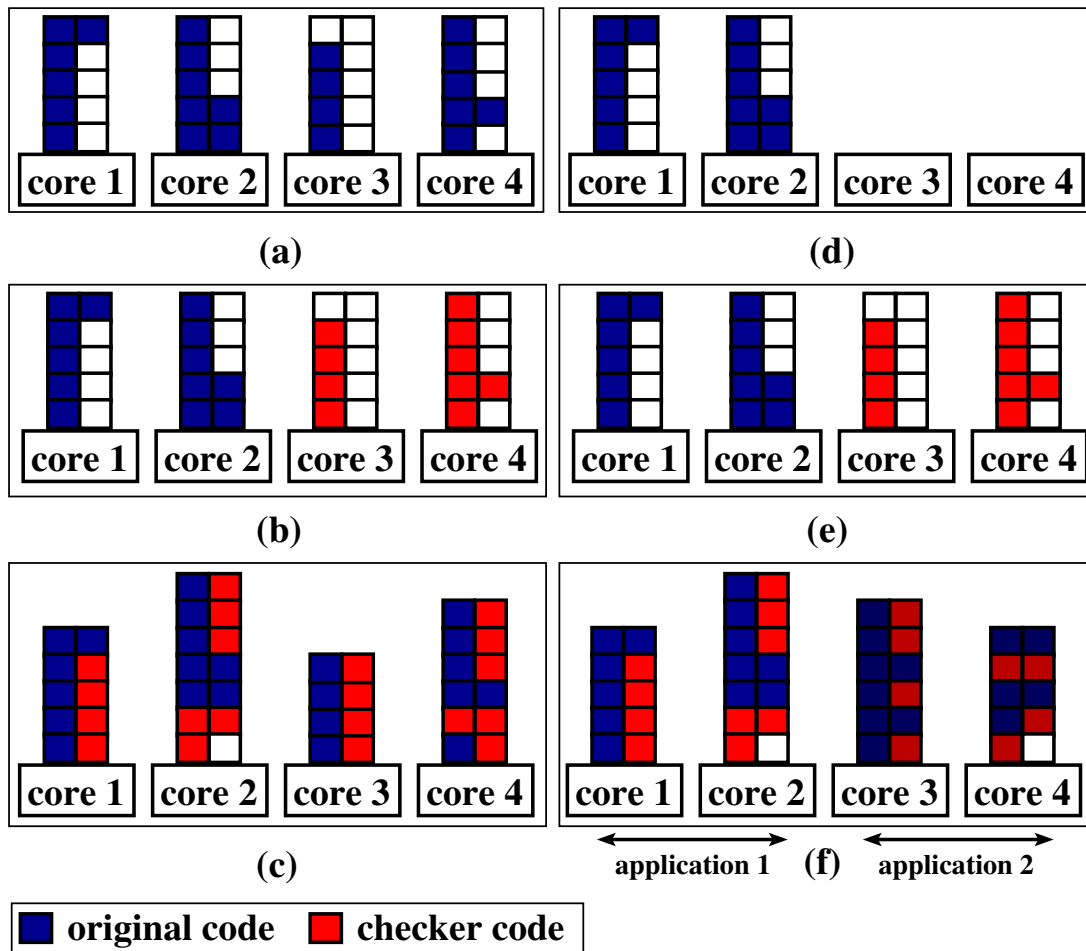 core 1 core 2 core 3 core 4
(a)
core 1 core 2 core 3 core 4
(d)
core 1 core 2 core 3 core 4
(b)
core 1 core 2 core 3 core 4
(e)
core 1 core 2 core 3 core 4
(c)
core 1 core 2 core 3 core 4
application 1 (f) application 2
original code checker code